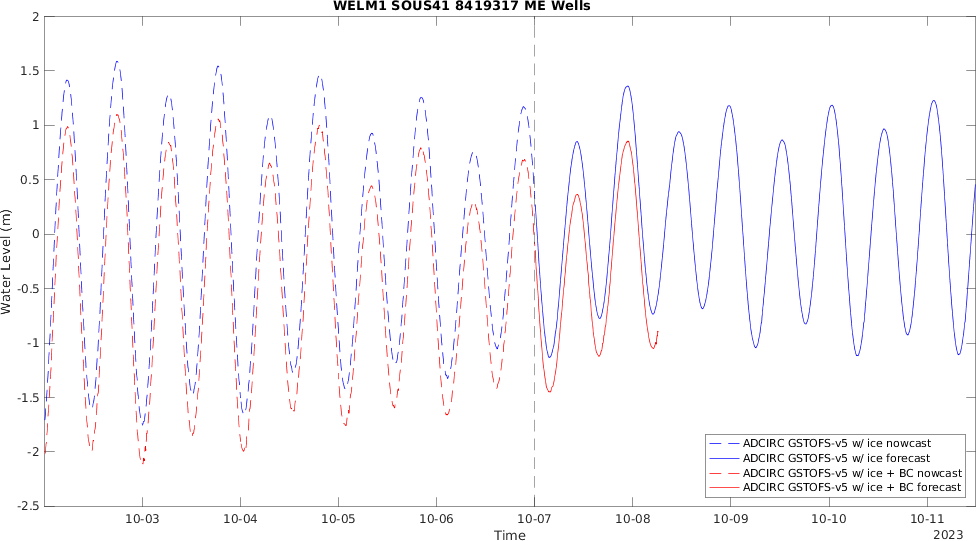 WELM1 SOUS41 8419317 ME Wells
2
1.5
1
0.5
0
-0.5
-1
-1.5
-2
-2.5
Water Level (m)
10-03 10-04 10-05 10-06 10-07 10-08 10-09 10-10 10-11
Time
2023
ADCIRC GSTOFS-v5 w/ ice nowcast
ADCIRC GSTOFS-v5 w/ ice forecast
ADCIRC GSTOFS-v5 w/ ice + BC nowcast
ADCIRC GSTOFS-v5 w/ ice + BC forecast